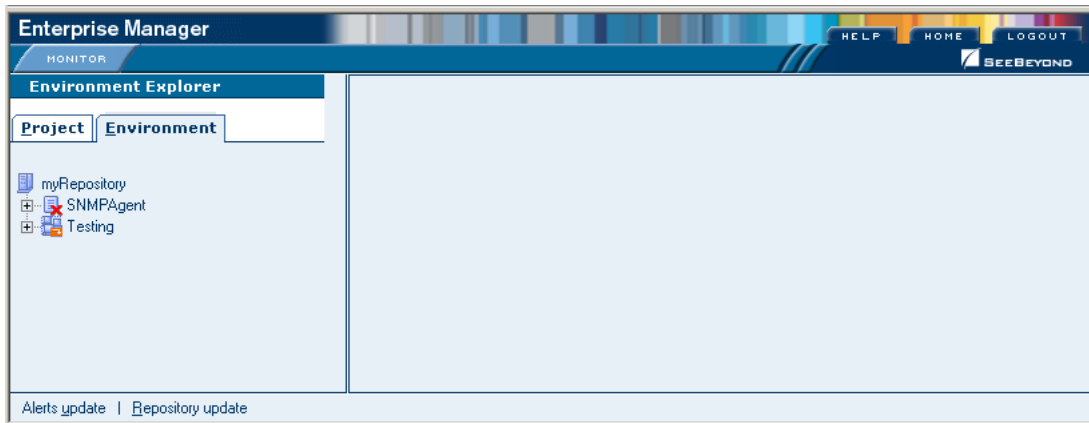 Enterprise Manager
HELP HOME LOGOUT
MONITOR
SEEBEYOND
Environment Explorer
Project Environment
myRepository
SNMPAgent
Testing
Alerts update | Repository update